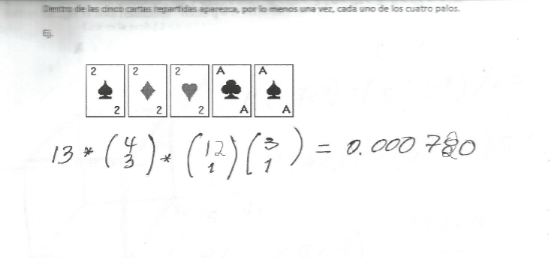 Dentro de las cinco cartas repartidas aparezca, por lo menos una vez, cada uno de los cuatro palos.
Ej.
2 2 2 A A
2 2 2 A A
13 * (4 3) * (12 1) (3 1) = 0.000780